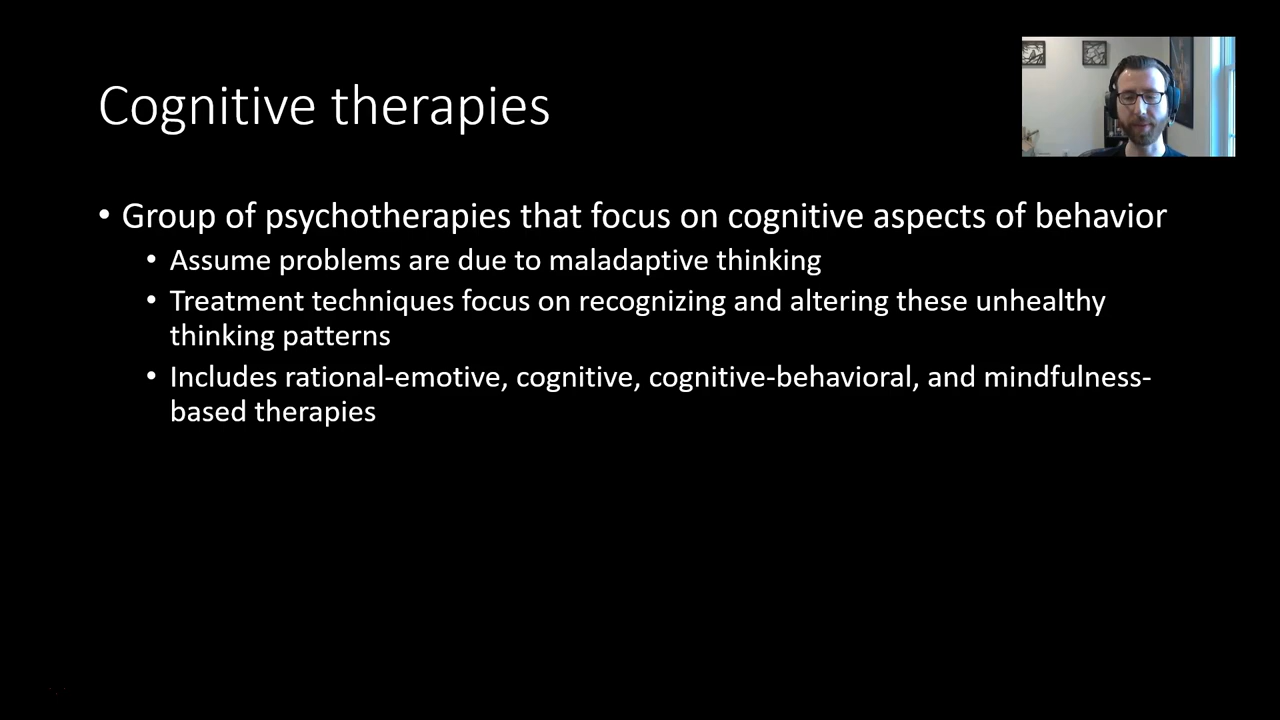 Cognitive therapies
• Group of psychotherapies that focus on cognitive aspects of behavior
• Assume problems are due to maladaptive thinking
• Treatment techniques focus on recognizing and altering these unhealthy
thinking patterns
• Includes rational-emotive, cognitive, cognitive-behavioral, and mindfulness-
based therapies